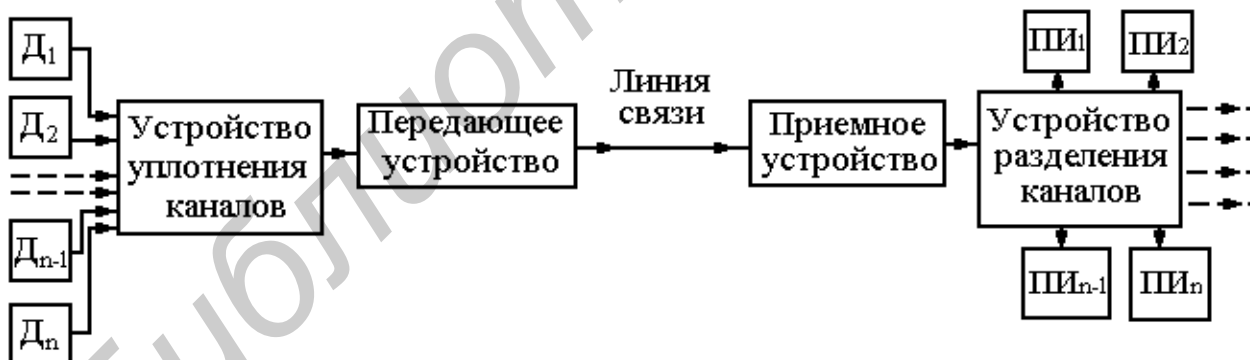 Д1
Д2
Дn-1
Дn
Устройство
уплотнения
каналов
Передающее
устройство
Линия
связи
Приемное
устройство
Устройство
разделения
каналов
ПИ1
ПИ2
ПИn-1
ПИn